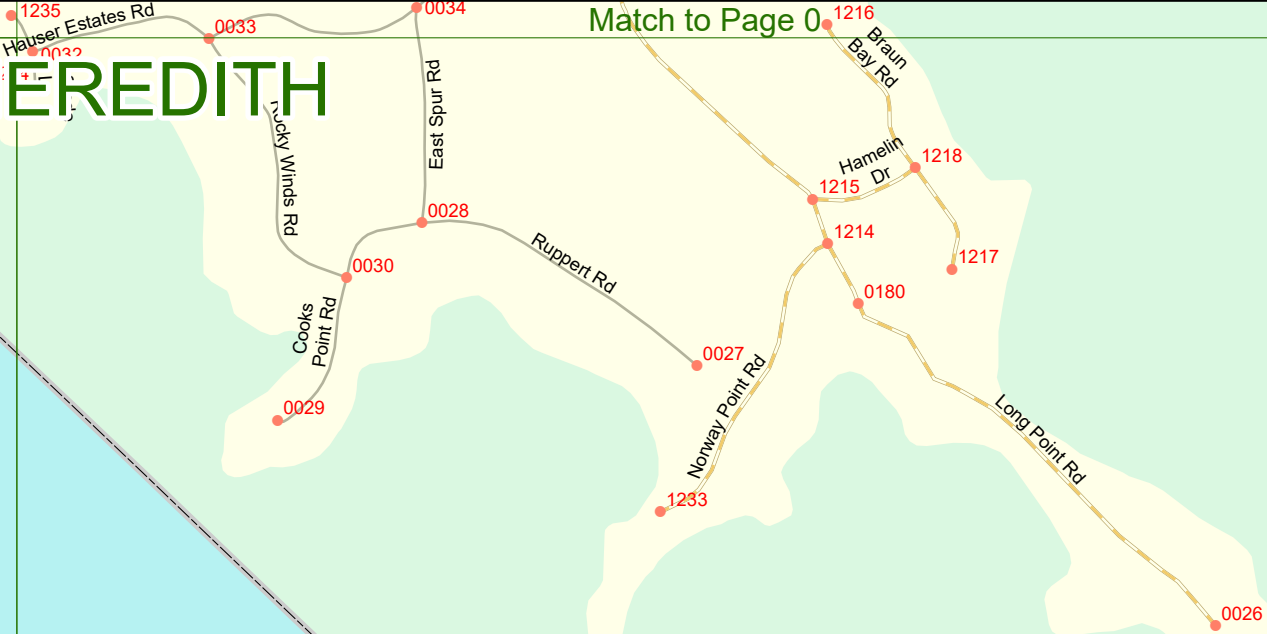 1235
Hauser Estates Rd
0033
0034
Match to Page 0
1216
Braun
Bay Rd
0032
EREDITH
Rocky Winds Rd
East Spur Rd
Hamelin
Dr
1218
1215
0028
1214
Ruppert Rd
1217
0030
0180
Cooks
Point Rd
0027
Norway Point Rd
0029
Long Point Rd
1233
0026